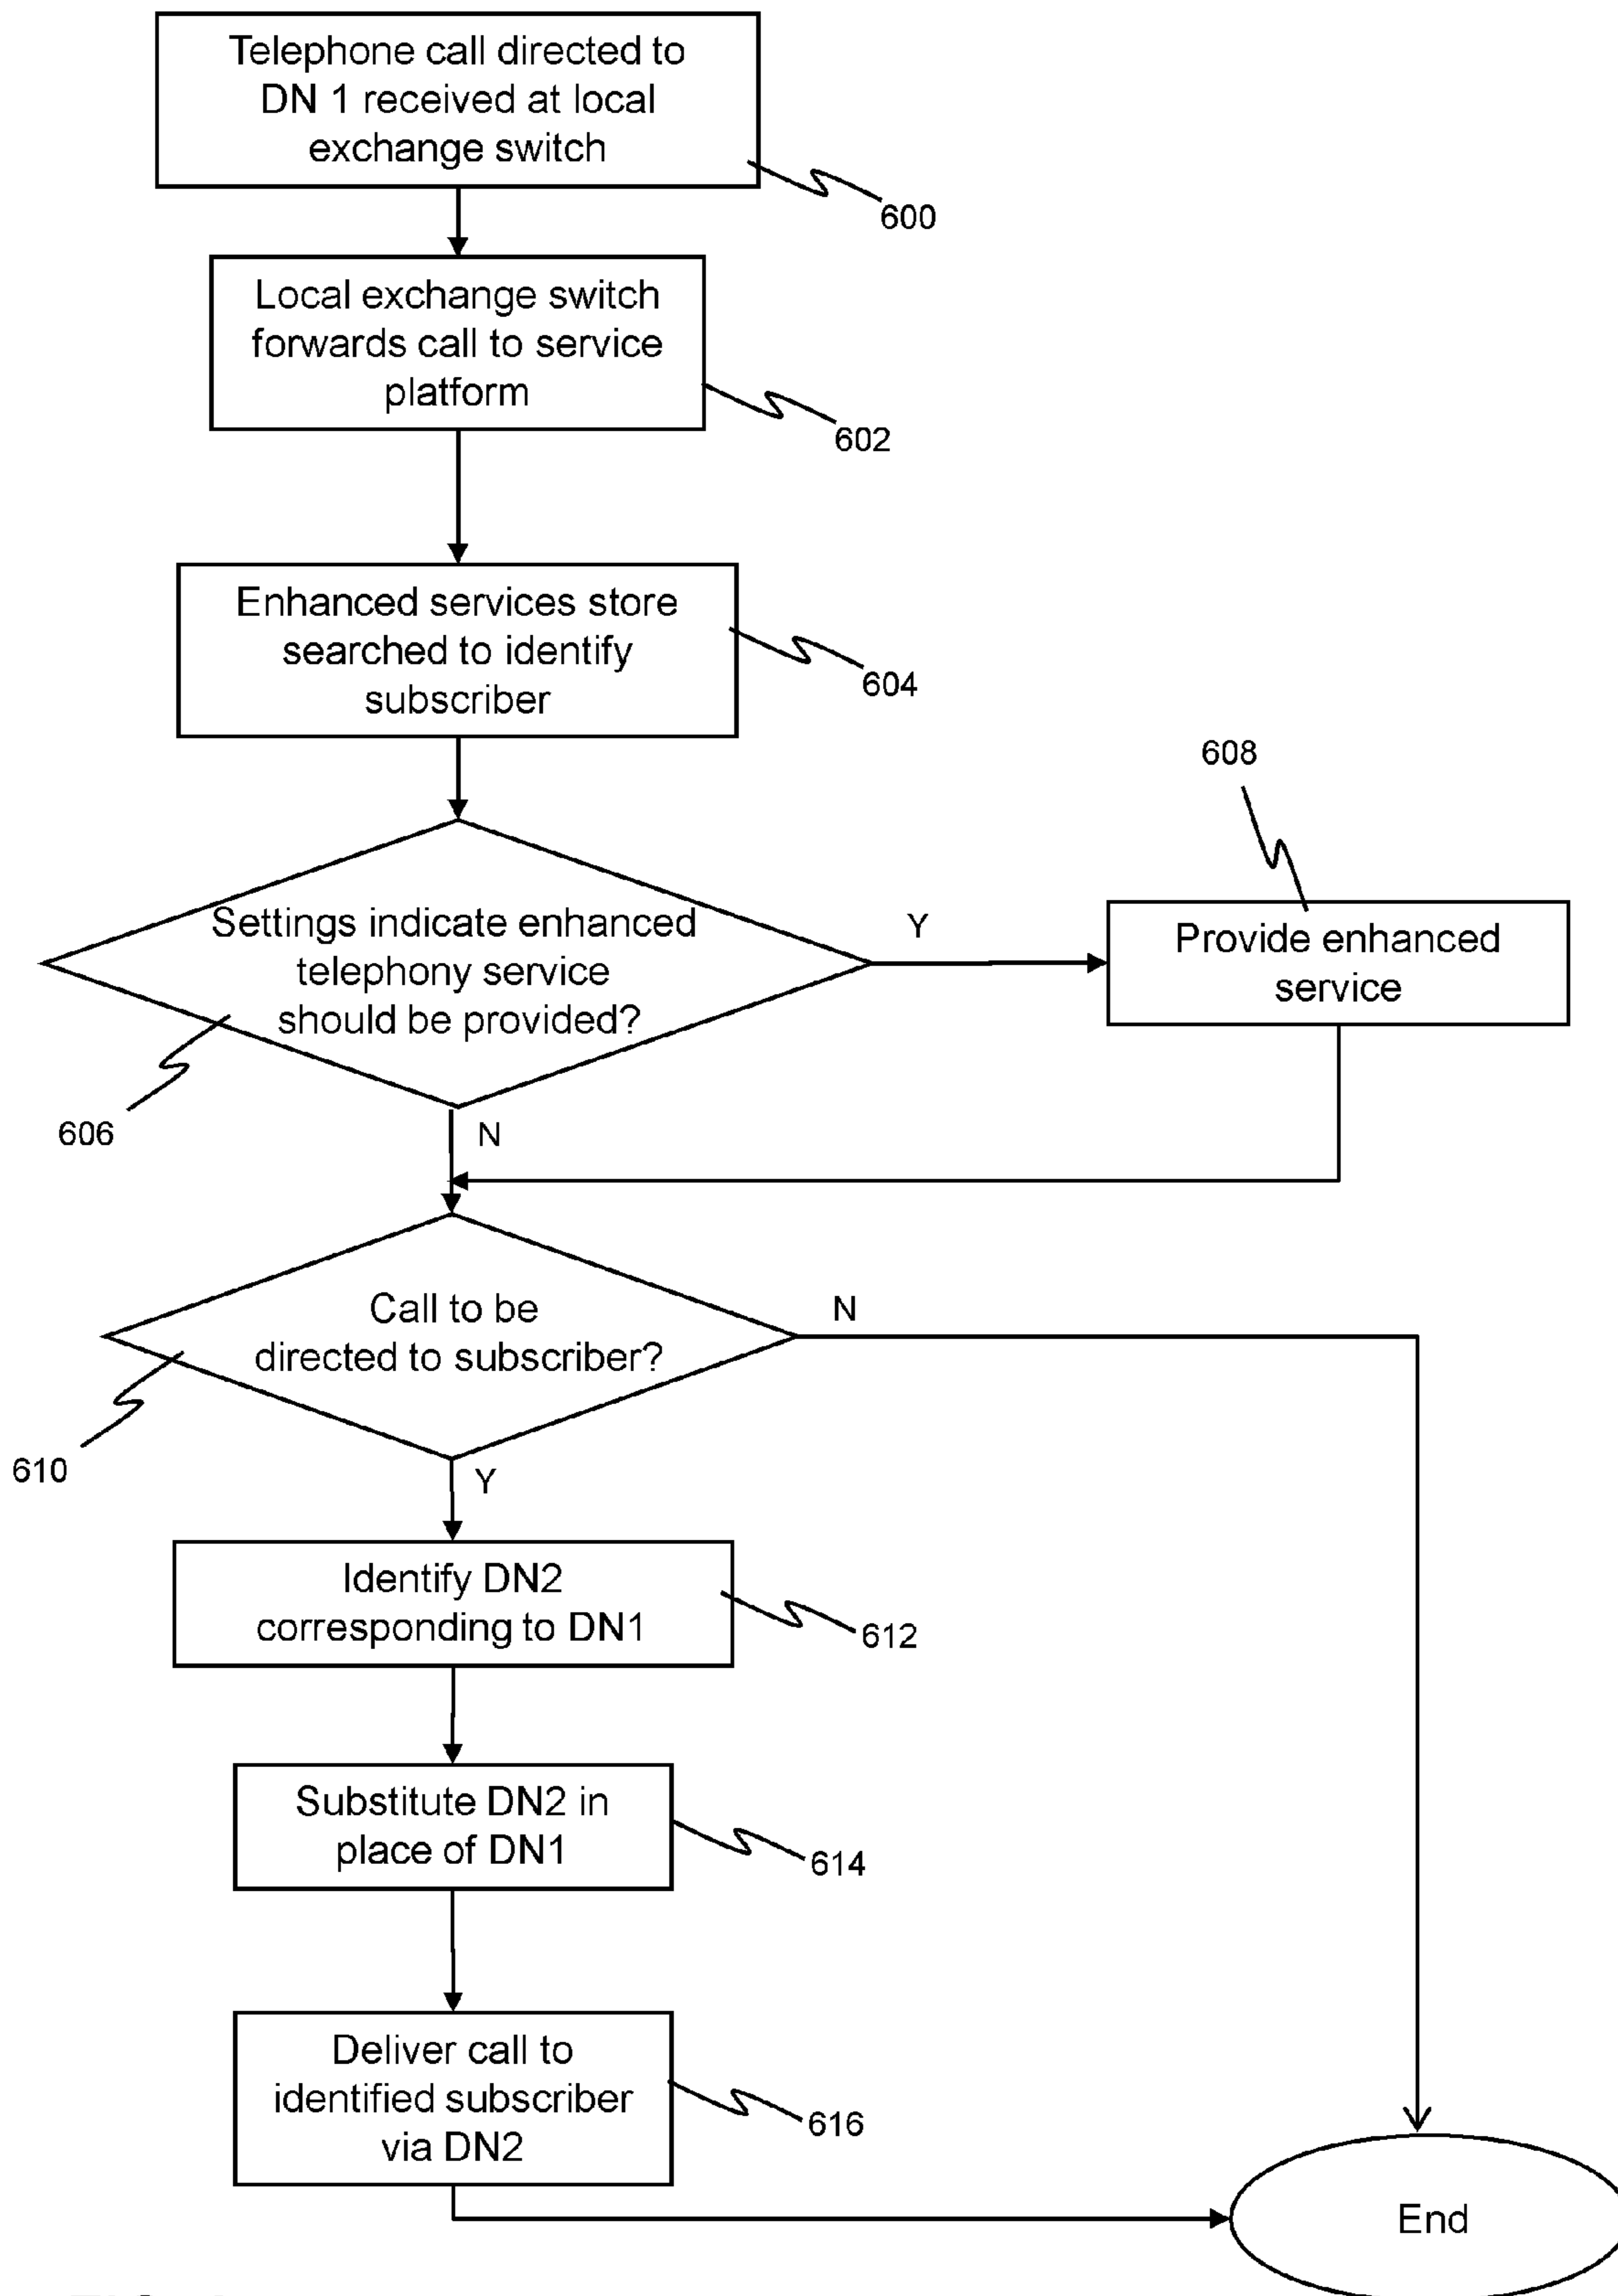 Telephone call directed to
DN 1 received at local
exchange switch
600
Local exchange switch
forwards call to service
platform
602
Enhanced services store
searched to identify
subscriber
604
608
Settings indicate enhanced
telephony service
should be provided?
Y
Provide enhanced
service
606
N
Call to be
directed to subscriber?
N
610
Y
Identify DN2
corresponding to DN1
612
Substitute DN2 in
place of DN1
614
Deliver call to
identified subscriber
via DN2
616
End